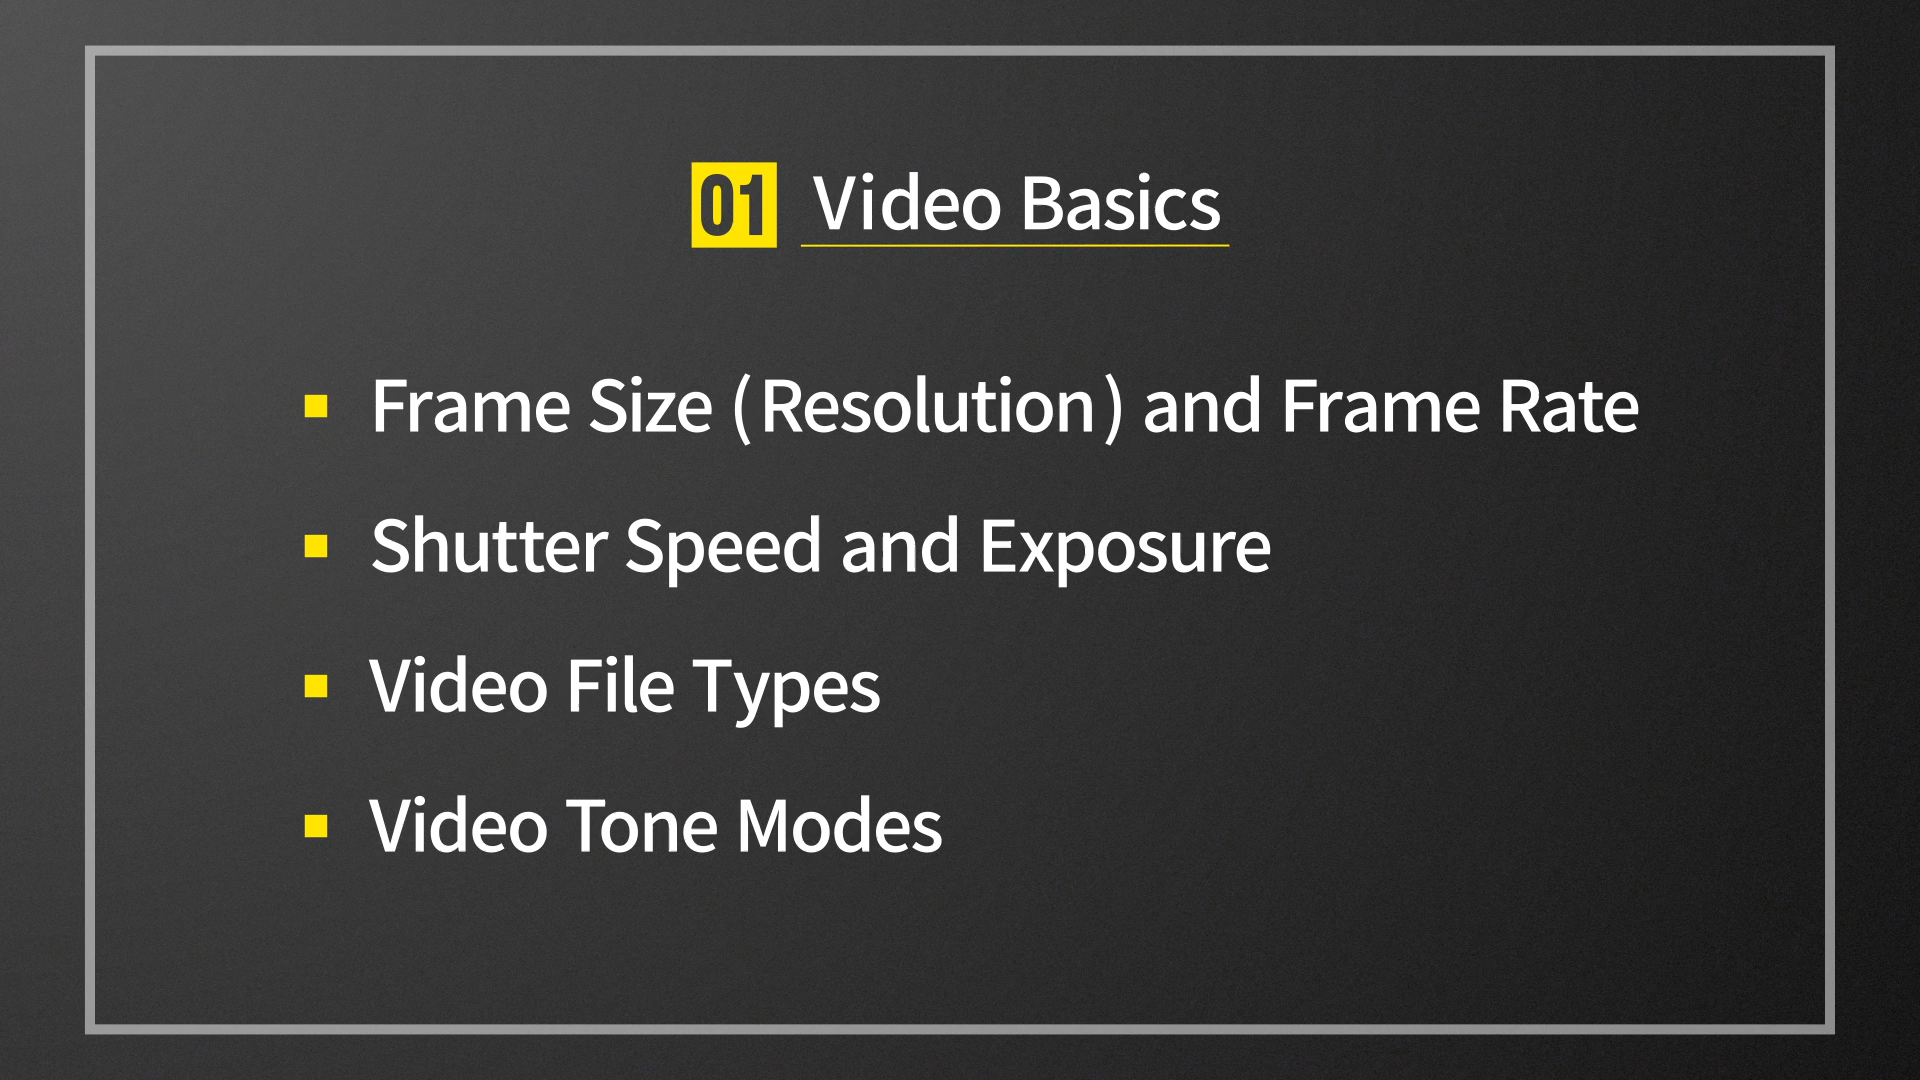 01 Video Basics
Frame Size (Resolution) and Frame Rate
Shutter Speed and Exposure
Video File Types
Video Tone Modes